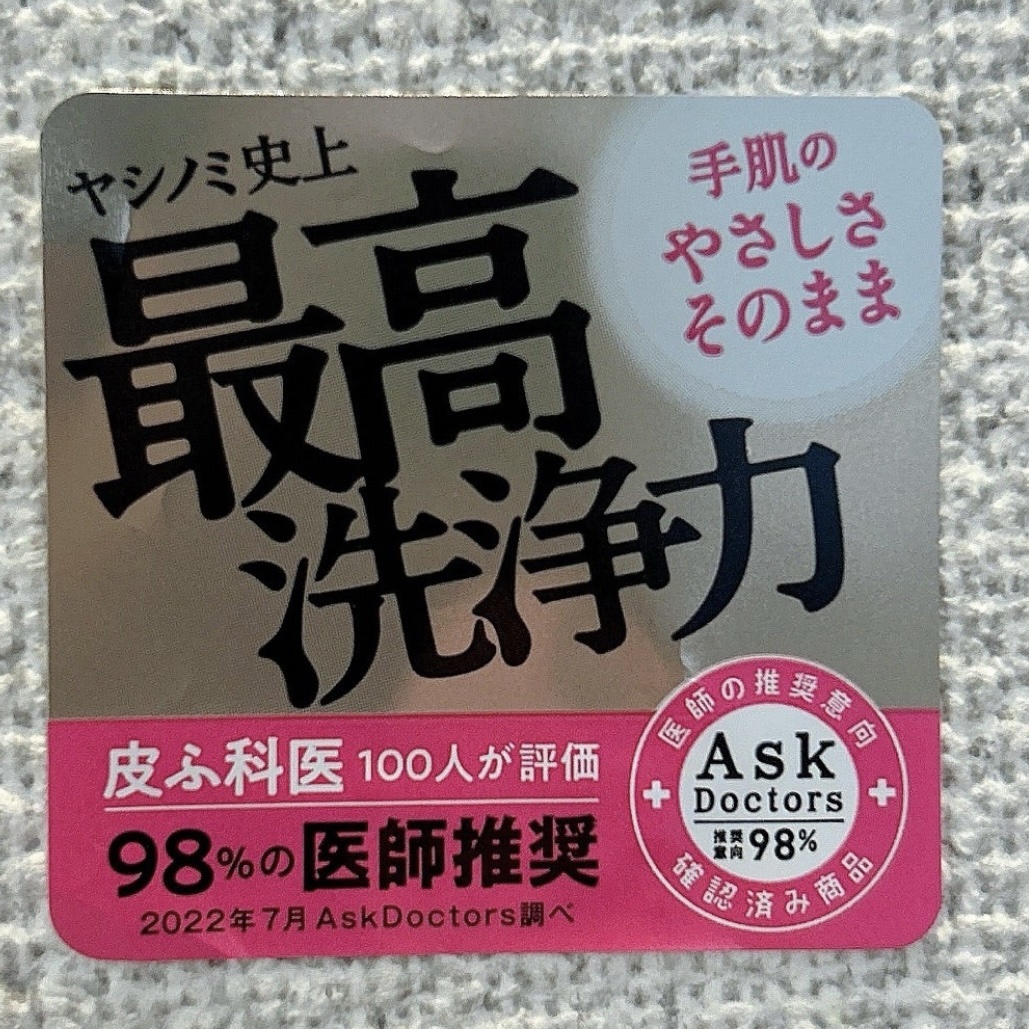 ヤシノミ史上
最高
洗浄力
手肌の
やさしさ
そのまま
皮ふ科医 100人が評価
98%の医師推奨
2022年7月 AskDoctors調べ
医師の推奨意向
Ask
Doctors
推奨
意向 98%
確認済み商品